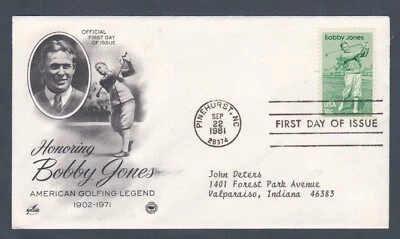 OFFICIAL
FIRST DAY
OF ISSUE
Honoring
Bobby Jones
AMERICAN GOLFING LEGEND
1902-1971
PINEHURST, NC
SEP
22
1981
28374
Bobby Jones
USA
18c
FIRST DAY OF ISSUE
John Peters
1401 Forest Park Avenue
Valparaiso, Indiana 46383